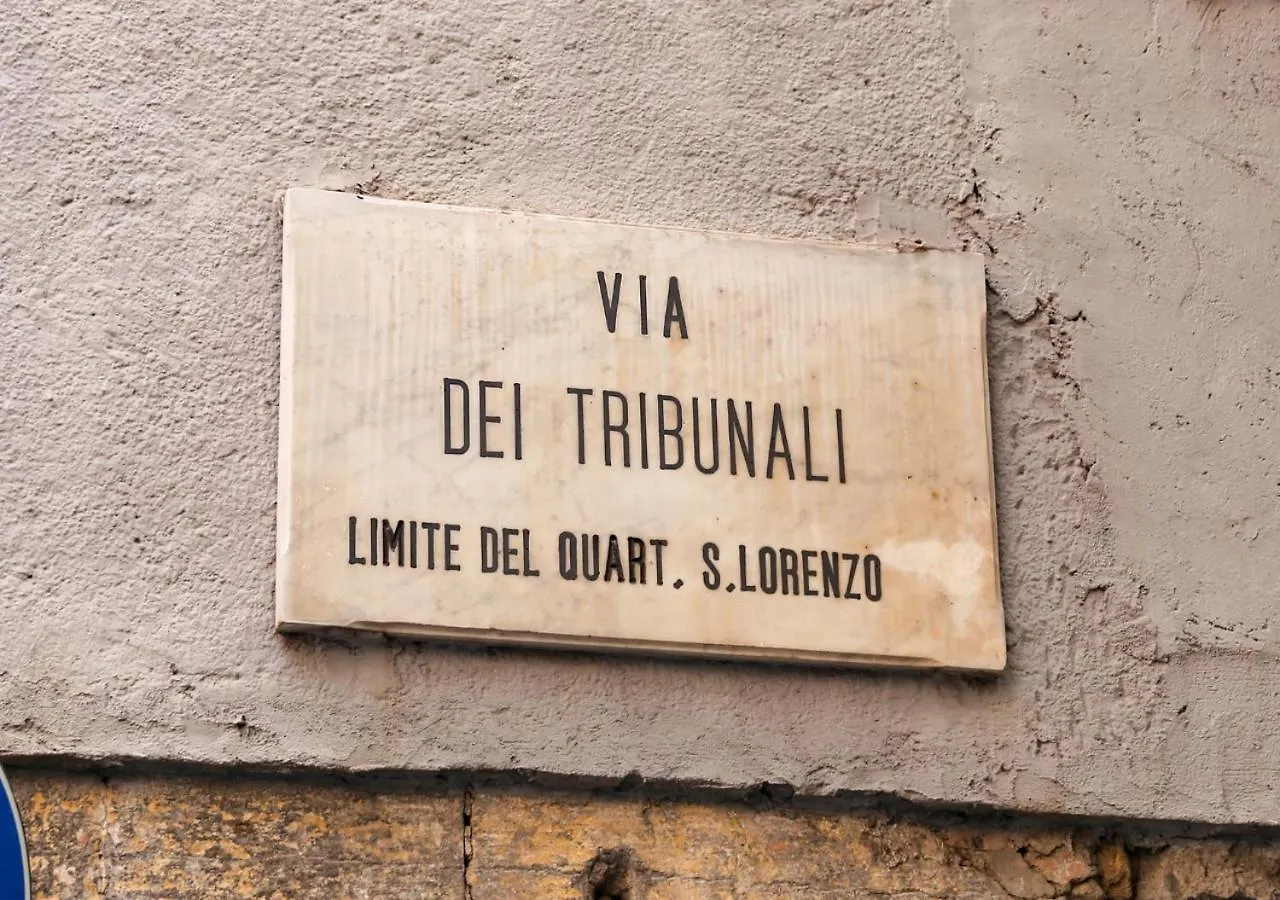 VIA
DEI TRIBUNALI
LIMITE DEL QUART. S.LORENZO